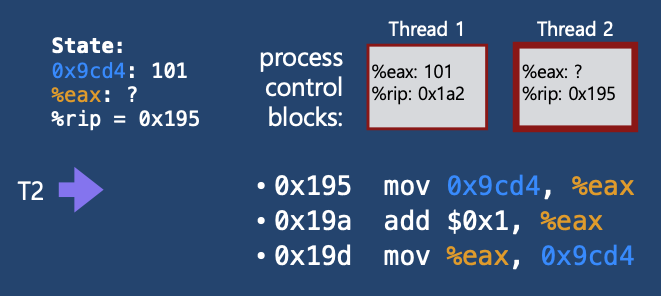 State:
0x9cd4: 101
%eax: ?
%rip = 0x195
process
control
blocks:
Thread 1
%eax: 101
%rip: 0x1a2
Thread 2
%eax: ?
%rip: 0x195
T2
• 0x195 mov 0x9cd4, %eax
• 0x19a add $0x1, %eax
• 0x19d mov %eax, 0x9cd4